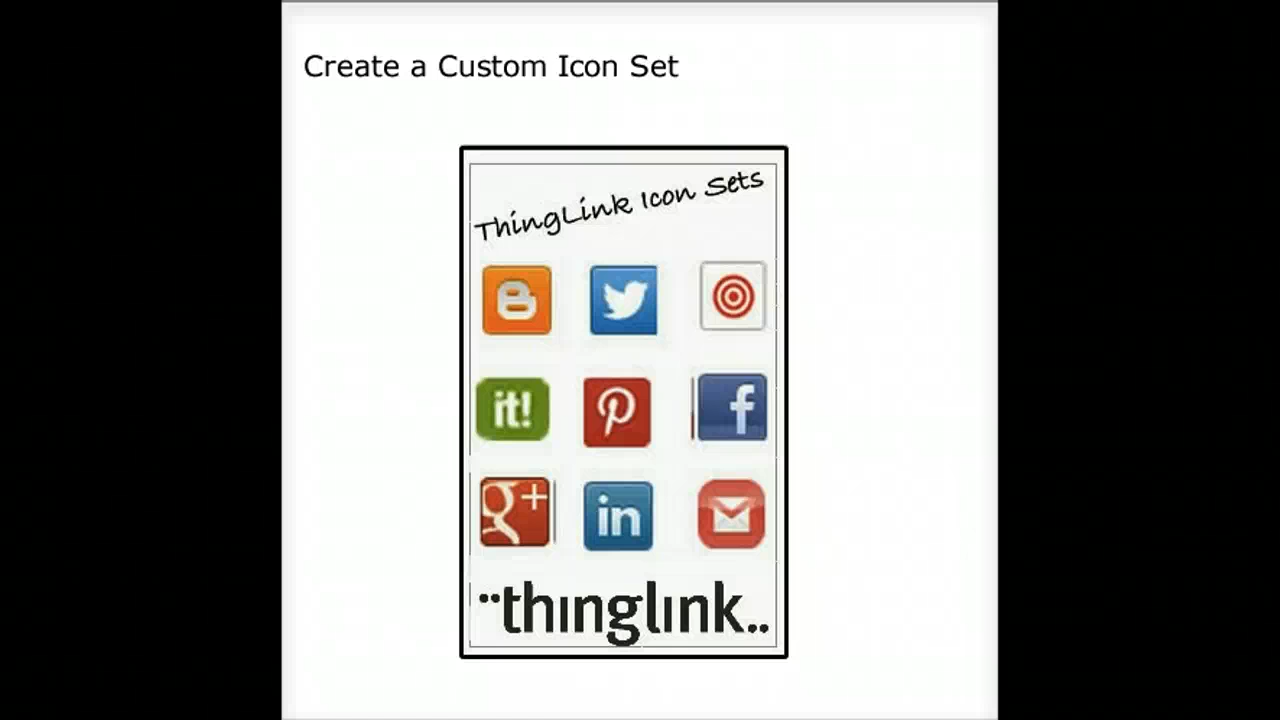 Create a Custom Icon Set
ThingLink Icon Sets
it!
g+
in
¨thinglink..